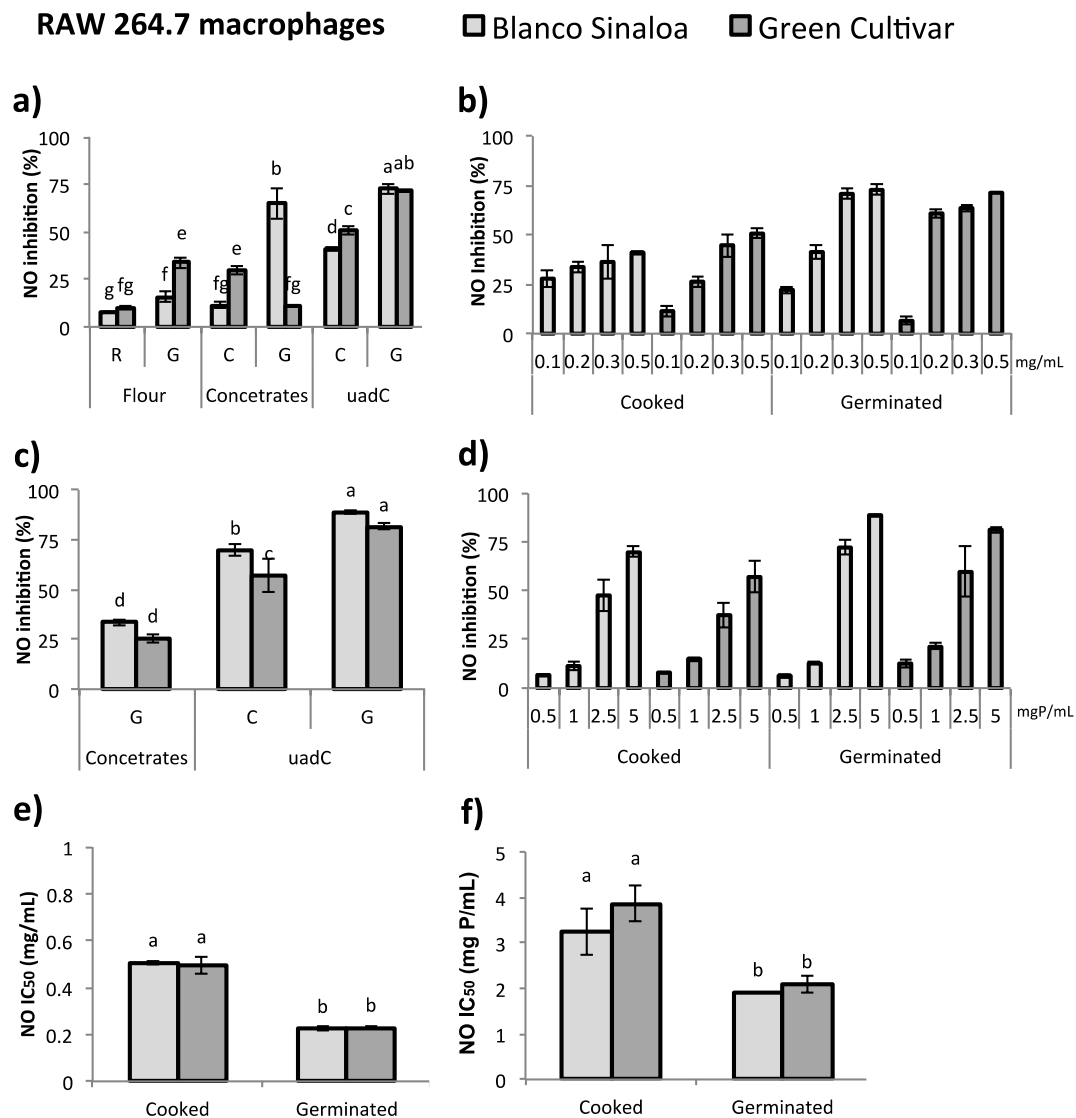 RAW 264.7 macrophages
Blanco Sinaloa
Green Cultivar
a)
NO inhibition (%)
100
75
50
25
0
g fg f e fg e b fg d c a ab
R G C G C G
Flour Concetrates uadC
b)
NO Inhibition (%)
100
75
50
25
0
0.1 0.2 0.3 0.5 0.1 0.2 0.3 0.5 0.1 0.2 0.3 0.5 0.1 0.2 0.3 0.5 mg/mL
Cooked Germinated
c)
NO inhibition (%)
100
75
50
25
0
d d b c a a
G C G
Concetrates uadC
d)
NO inhibition (%)
100
75
50
25
0
0.5 1 2.5 5 0.5 1 2.5 5 0.5 1 2.5 5 0.5 1 2.5 5 mgP/mL
Cooked Germinated
e)
NO IC50 (mg/mL)
1
0.8
0.6
0.4
0.2
0
a a b b
Cooked Germinated
f)
NO IC50 (mg P/mL)
5
4
3
2
1
0
a a b b
Cooked Germinated